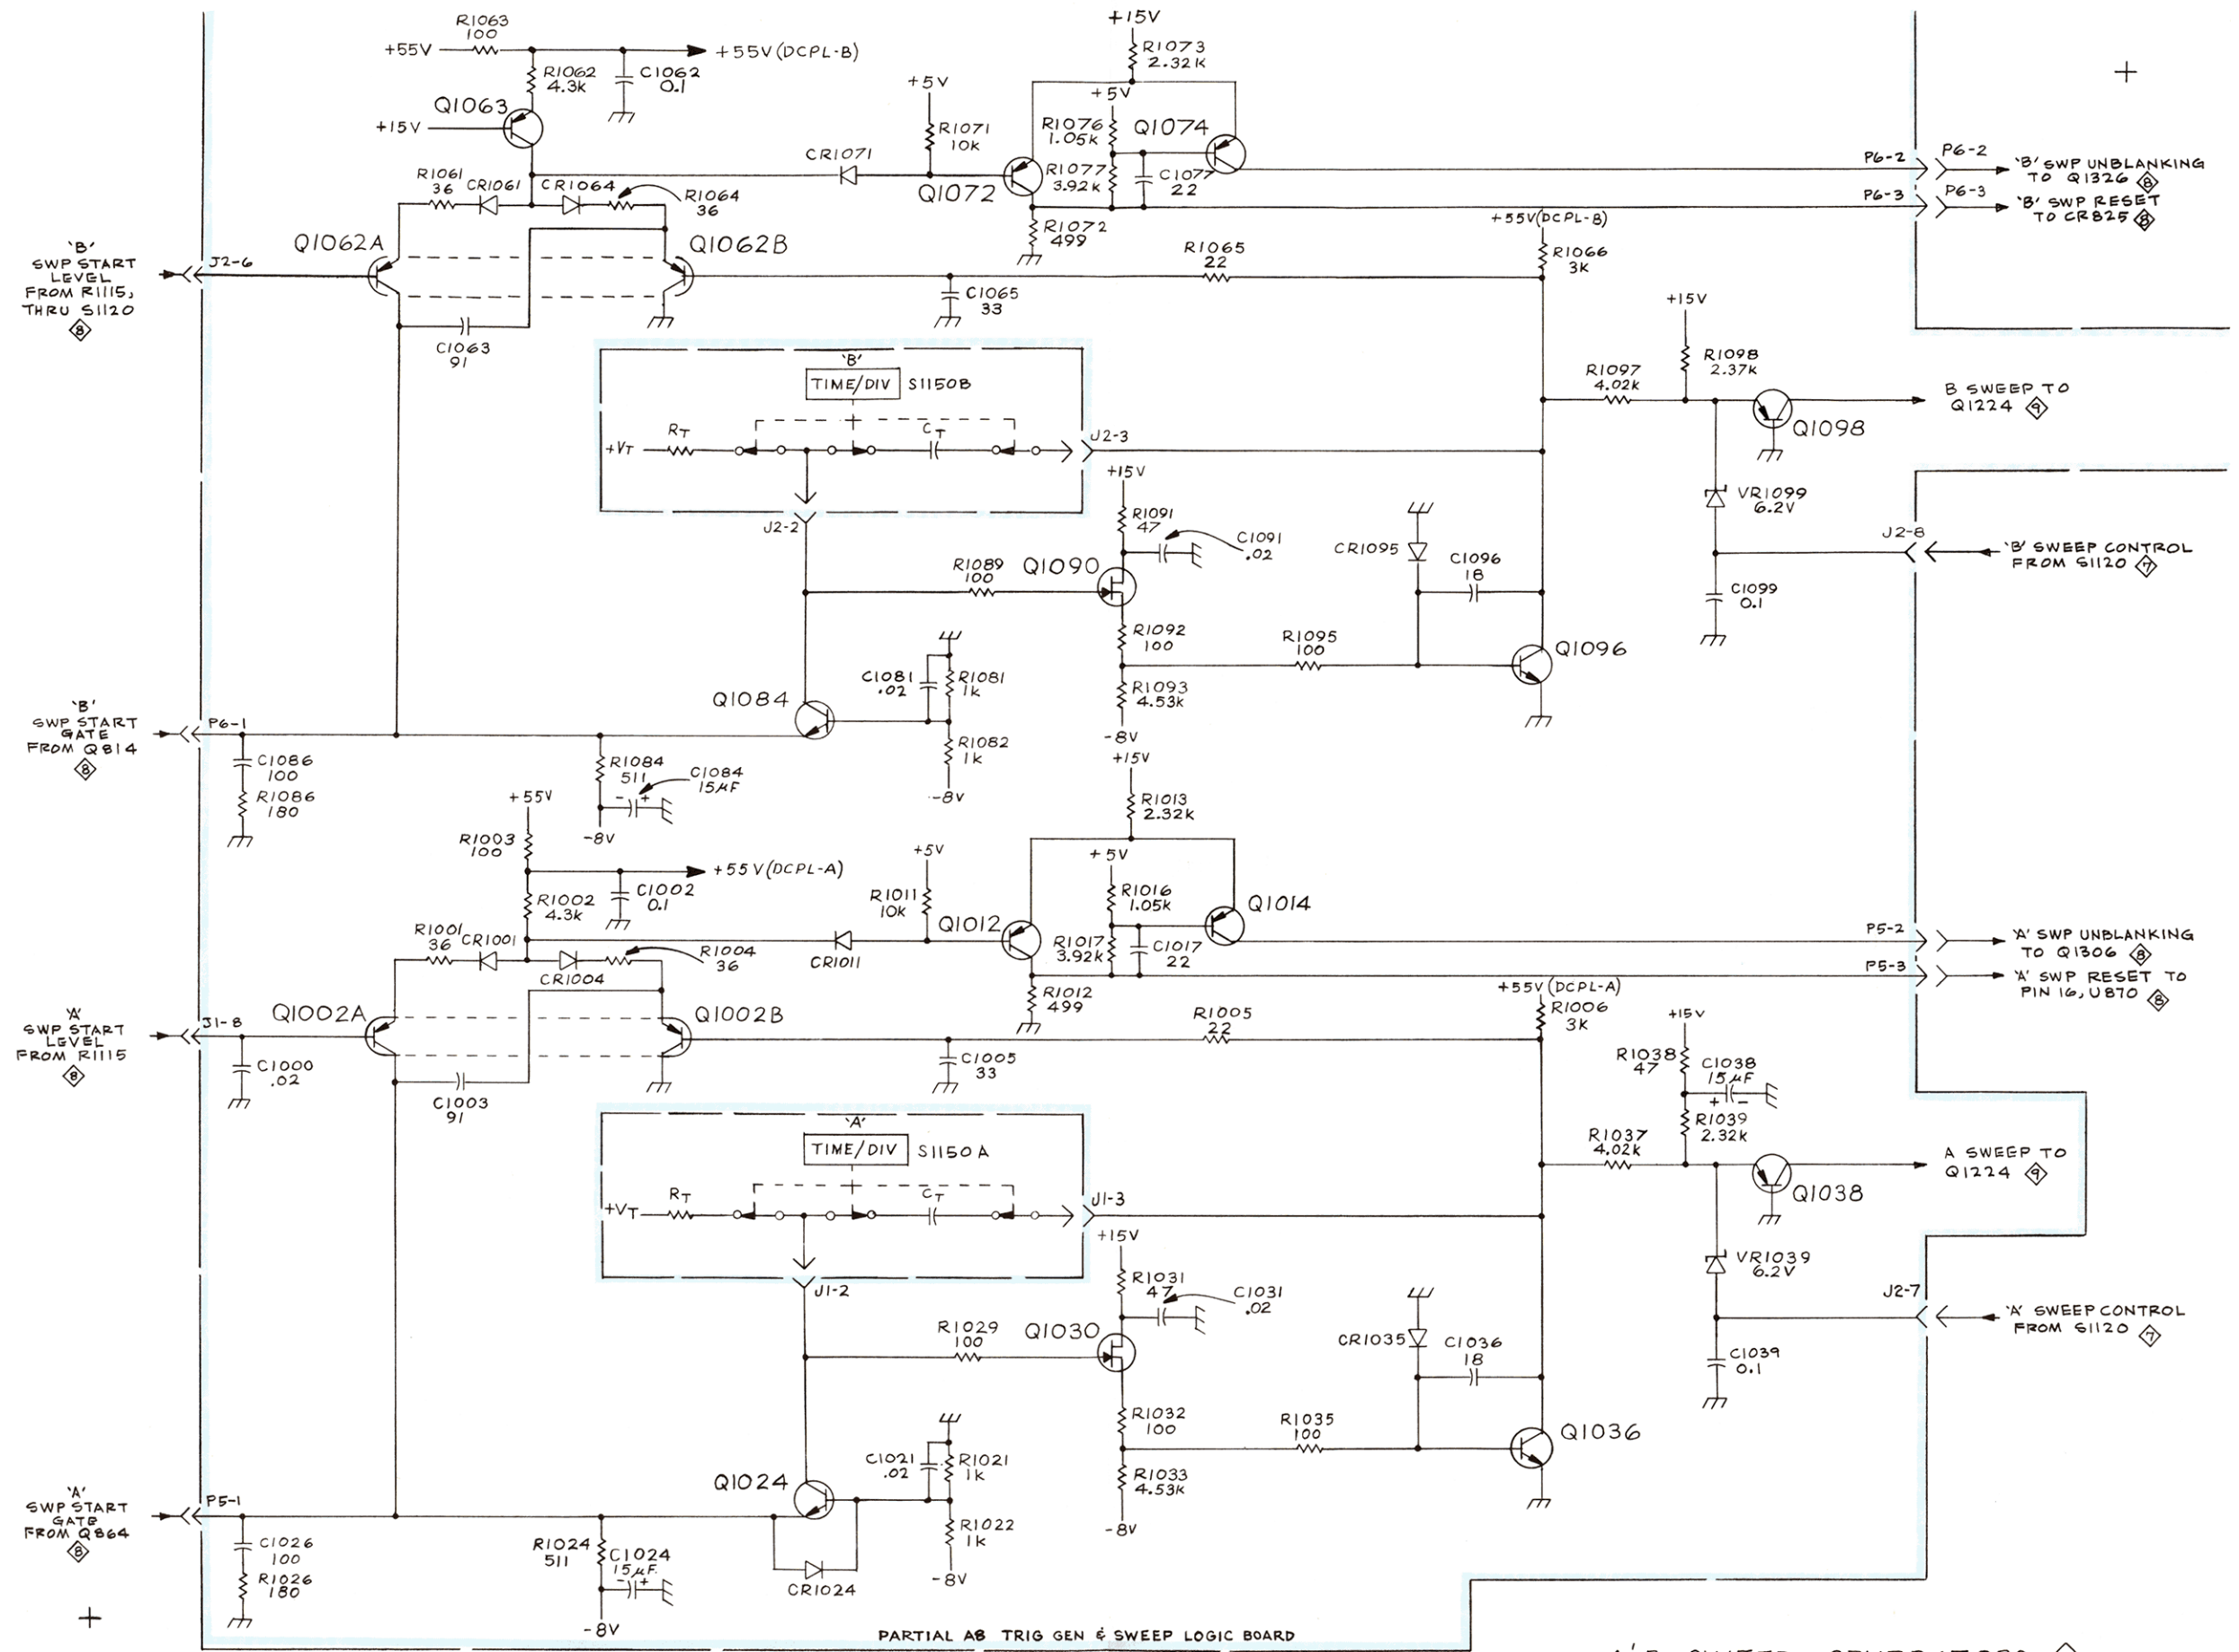 R1063
100
+55V
+55V (DCPL-B)
R1062
4.3K
C1062
0.1
Q1063
+15V
R1061
36
CR1061
CR1064
R1064
36
CR1071
+5V
R1071
10K
Q1072
+15V
R1073
2.32K
+5V
R1076
1.05K
Q1074
R1077
3.92K
C1077
22
R1072
499
P6-2
P6-2
'B' SWP UNBLANKING
TO Q1326 8
P6-3
P6-3
'B' SWP RESET
TO CR825 8
'B'
SWP START
LEVEL
FROM R1115,
THRU S1120
8
J2-6
Q1062A
Q1062B
C1063
91
C1065
33
R1065
22
+55V (DCPL-B)
R1066
3K
'B'
TIME/DIV S1150B
+VT
RT
CT
J2-3
J2-2
+15V
R1098
2.37K
R1097
4.02K
Q1098
B SWEEP TO
Q1224 9
VR1099
6.2V
J2-8
'B' SWEEP CONTROL
FROM S1120 7
C1099
0.1
+15V
R1091
47
C1091
.02
R1089
100
Q1090
CR1095
C1096
18
R1092
100
R1095
100
Q1096
R1093
4.53K
-8V
Q1084
C1081
.02
R1081
1K
R1082
1K
-8V
'B'
SWP START
GATE
FROM Q814
8
P6-1
C1086
100
R1086
180
R1084
511
C1084
15µF
- +
-8V
+55V
R1003
100
+55V (DCPL-A)
R1002
4.3K
C1002
0.1
R1001
36
CR1001
CR1004
R1004
36
CR1011
+5V
R1011
10K
Q1012
+15V
R1013
2.32K
+5V
R1016
1.05K
Q1014
R1017
3.92K
C1017
22
R1012
499
P5-2
'A' SWP UNBLANKING
TO Q1306 8
P5-3
'A' SWP RESET TO
PIN 16, U870 8
'A'
SWP START
LEVEL
FROM R1115
8
J1-8
C1000
.02
Q1002A
Q1002B
C1003
91
C1005
33
R1005
22
+55V (DCPL-A)
R1006
3K
'A'
TIME/DIV S1150A
+VT
RT
CT
J1-3
J1-2
+15V
R1038
47
C1038
15µF
+ -
R1039
2.32K
R1037
4.02K
Q1038
A SWEEP TO
Q1224 9
VR1039
6.2V
J2-7
'A' SWEEP CONTROL
FROM S1120 7
C1039
0.1
+15V
R1031
47
C1031
.02
R1029
100
Q1030
CR1035
C1036
18
R1032
100
R1035
100
Q1036
R1033
4.53K
-8V
Q1024
C1021
.02
R1021
1K
R1022
1K
-8V
CR1024
'A'
SWP START
GATE
FROM Q864
8
P5-1
C1026
100
R1026
180
R1024
511
C1024
15µF
- +
-8V
PARTIAL A8 TRIG GEN & SWEEP LOGIC BOARD